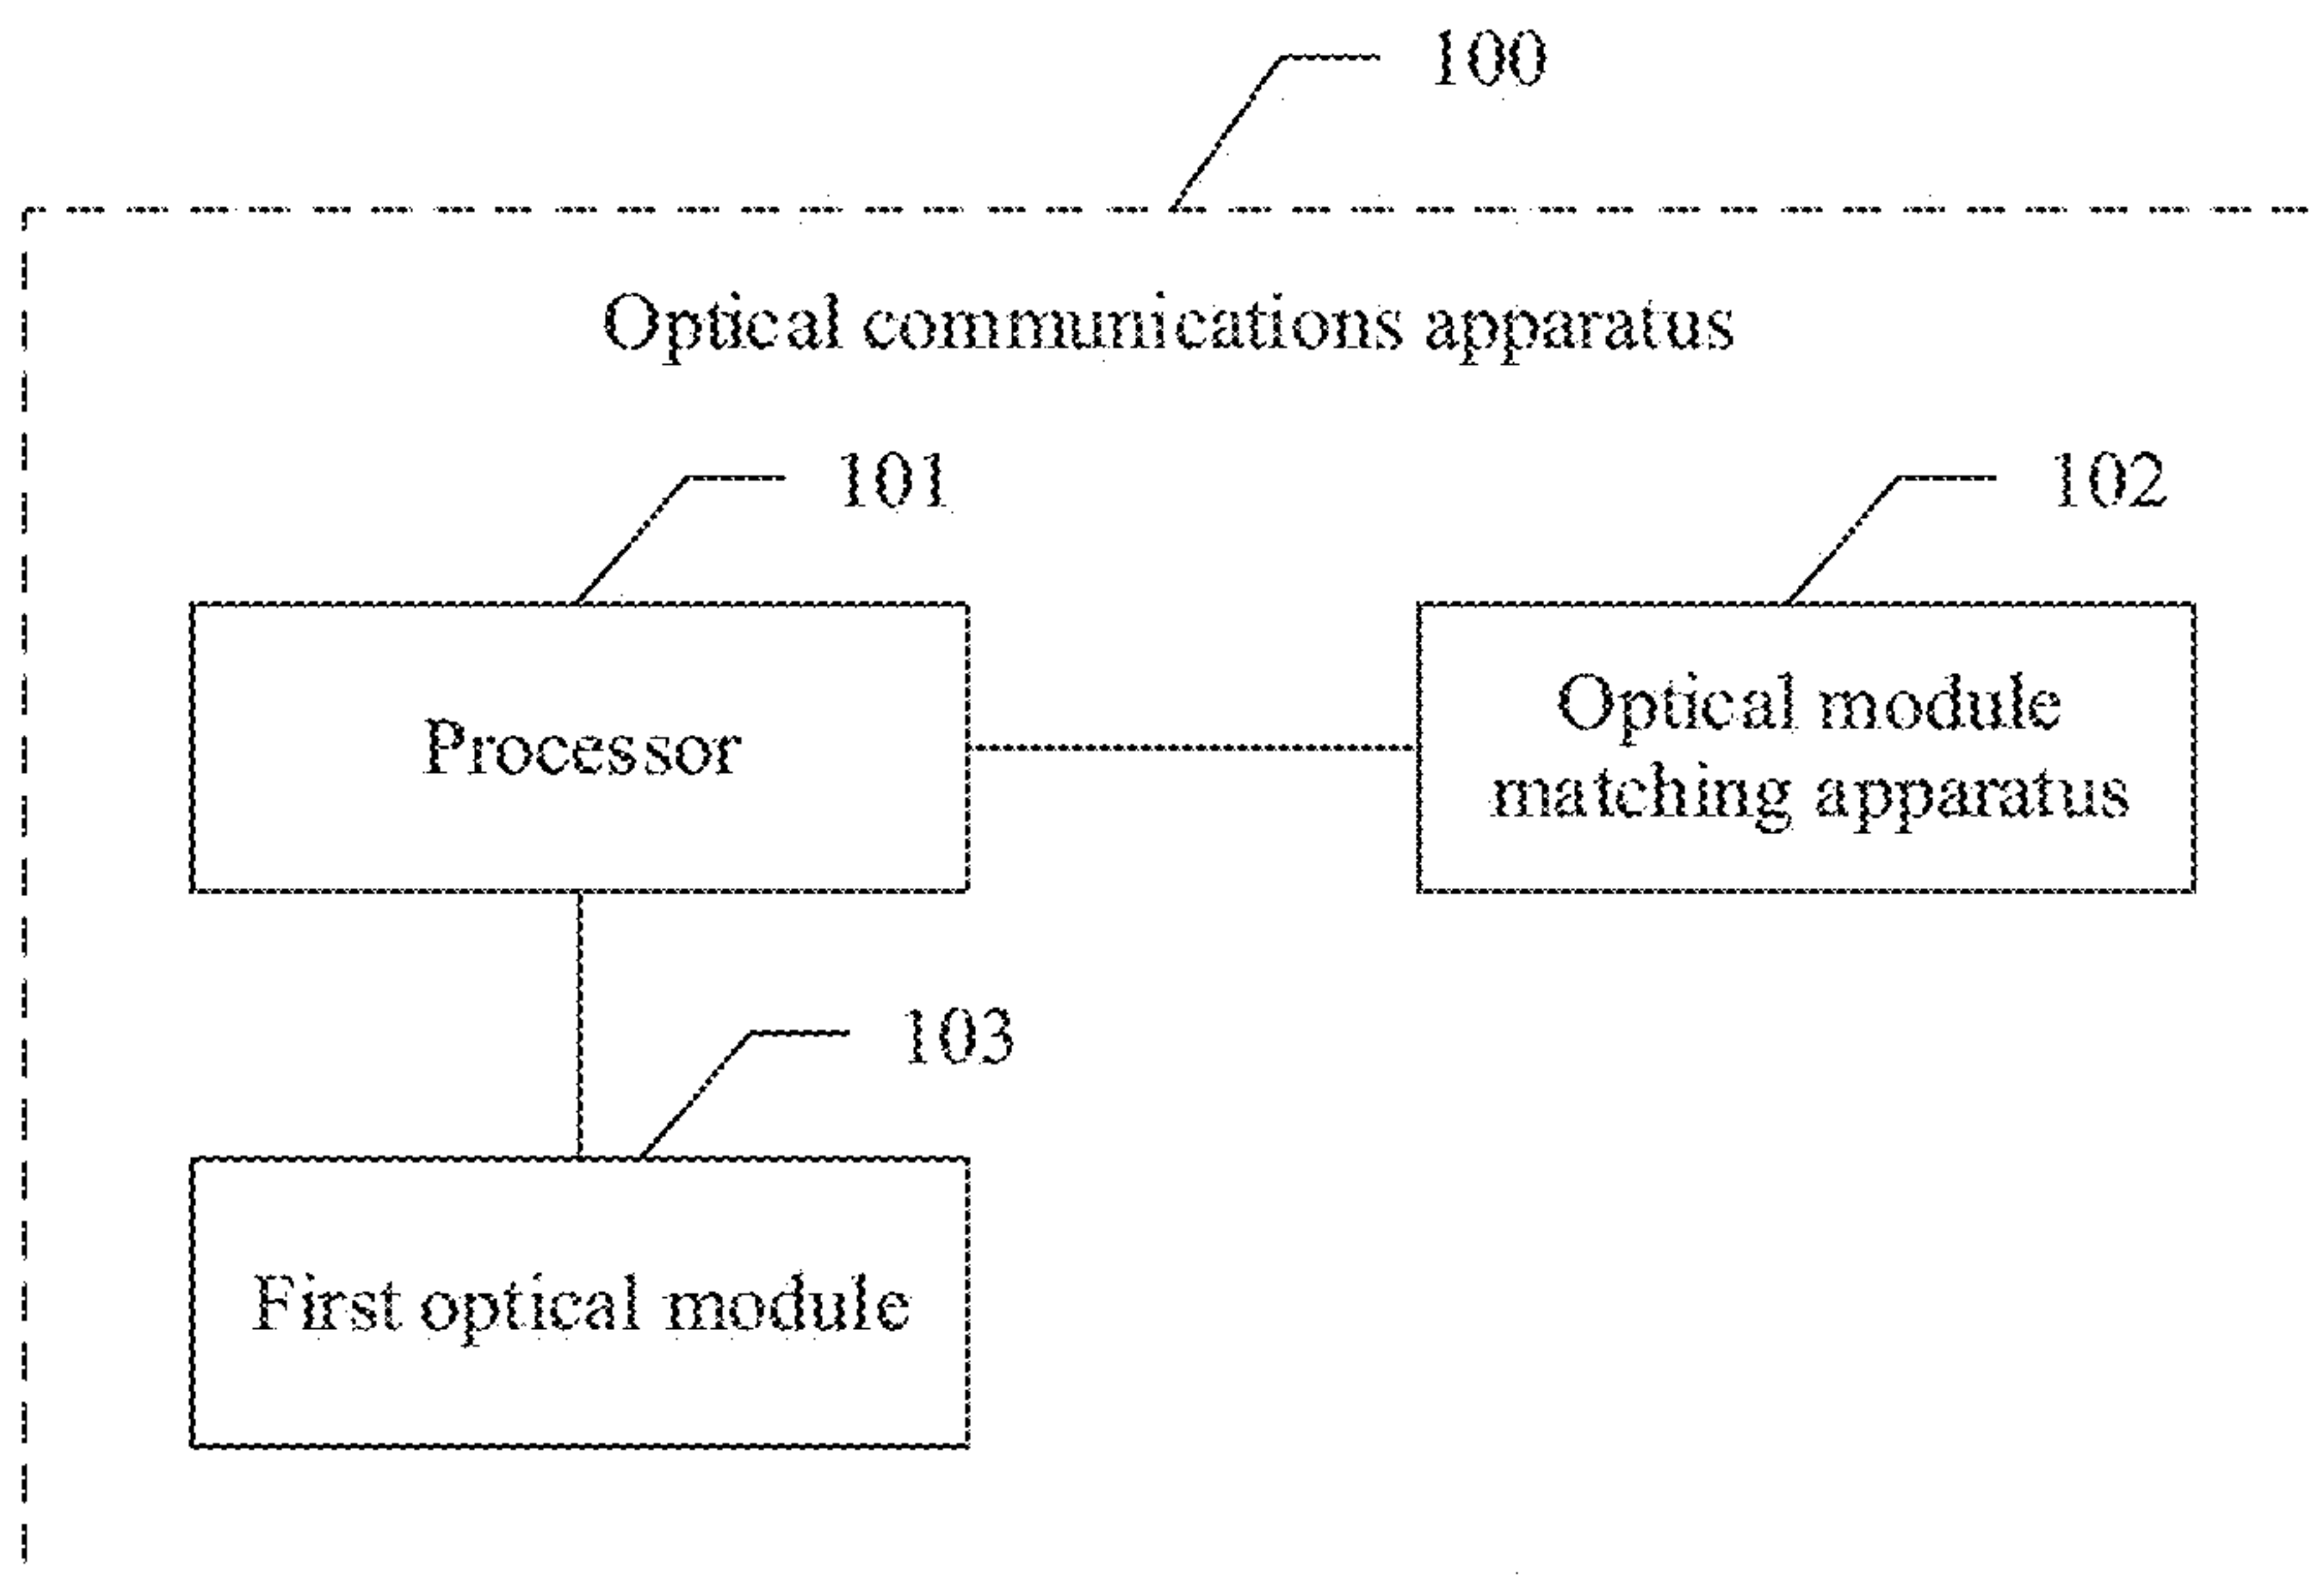 100
Optical communications apparatus
101
102
Processor
Optical module
matching apparatus
103
First optical module